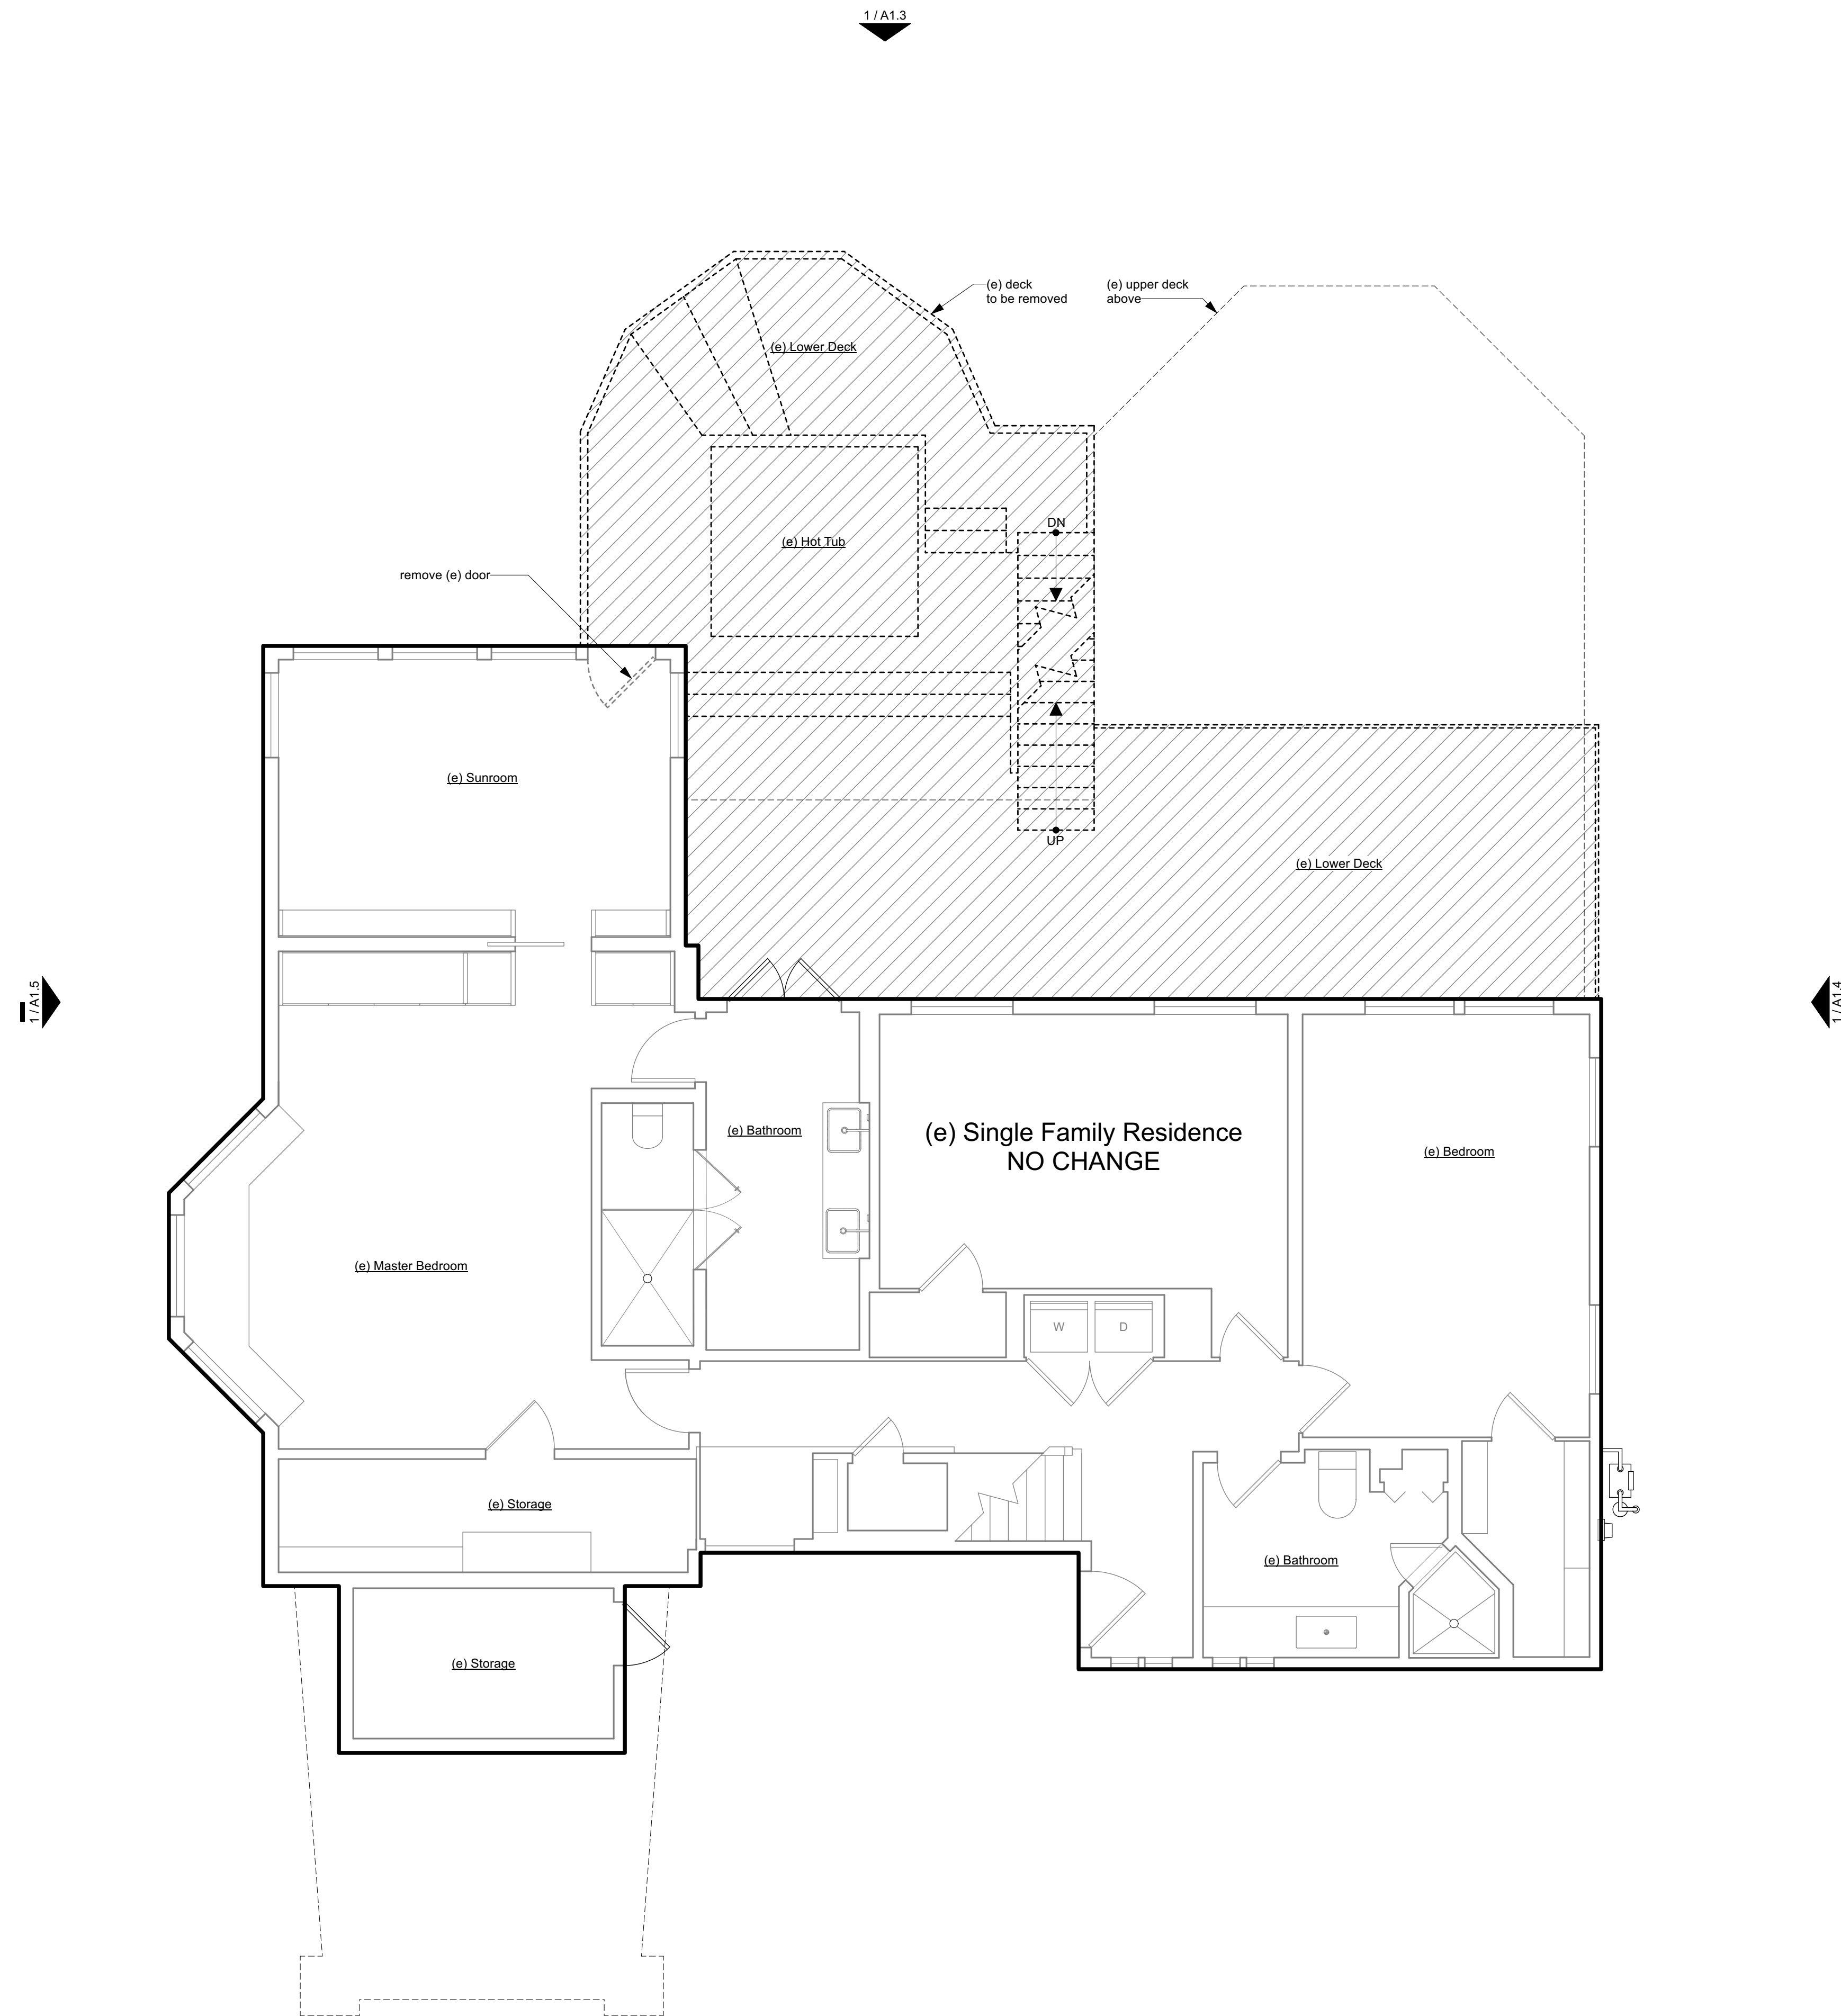 1 / A1.3
(e) deck
to be removed
(e) upper deck
above
(e) Lower Deck
DN
(e) Hot Tub
remove (e) door
(e) Sunroom
UP
(e) Lower Deck
1 / A1.5
1 / A1.4
(e) Bathroom
(e) Single Family Residence
NO CHANGE
(e) Bedroom
(e) Master Bedroom
W
D
(e) Storage
(e) Bathroom
(e) Storage